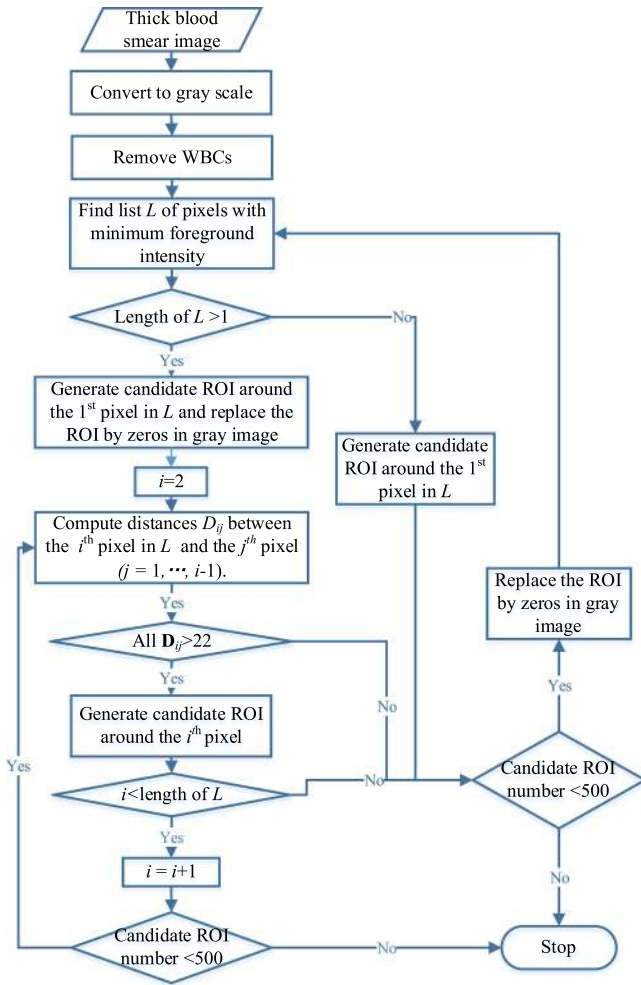 Thick blood
smear image
Convert to gray scale
Remove WBCs
Find list L of pixels with
minimum foreground
intensity
Length of L >1
No
Yes
Generate candidate ROI around
the 1st pixel in L and replace the
ROI by zeros in gray image
Generate candidate
ROI around the 1st
pixel in L
i=2
Compute distances Dij between
the ith pixel in L and the jth pixel
(j = 1, ···, i-1).
Replace the ROI
by zeros in gray
image
Yes
All Dij>22
Yes
Yes
No
Generate candidate ROI
around the ith pixel
Yes
Candidate ROI
number <500
i<length of L
No
Yes
i = i+1
No
Candidate ROI
number <500
No
Stop